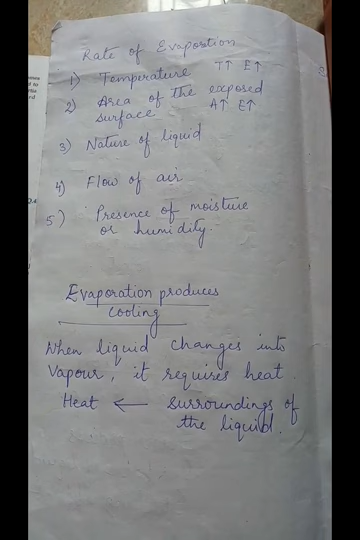 Rate of Evaportion
1) Temperature T↑ E↑
2) Area of the exposed
surface A↑ E↑
3) Nature of liquid
4) Flow of air
5) Presence of moisture
or humidity.
Evaporation produces
cooling
When liquid changes into
Vapour, it requires heat
Heat ← surroundings of
the liquid.